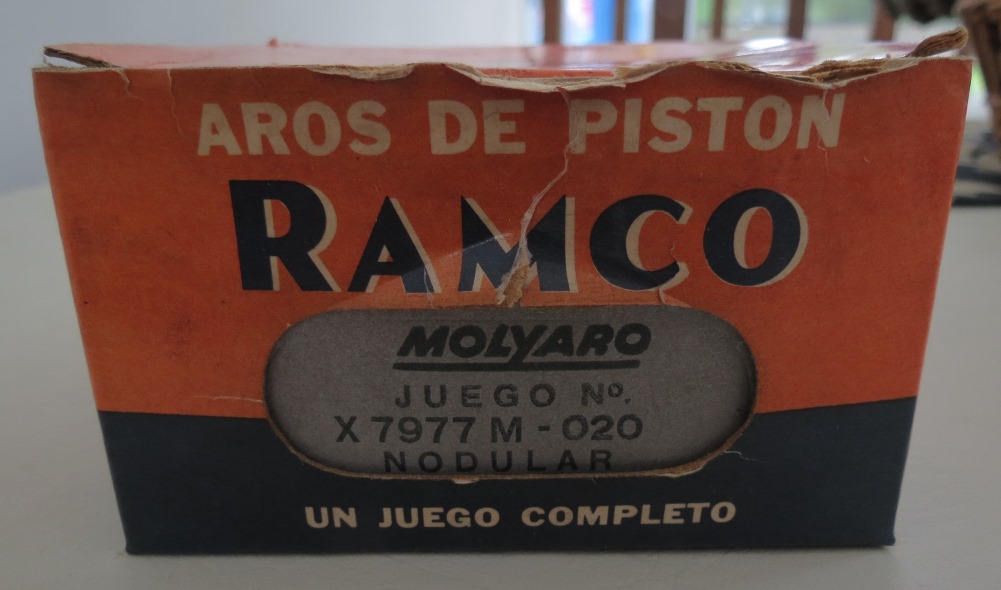 AROS DE PISTON
RAMCO
MOLYARO
JUEGO Nº.
X 7977 M - 020
NODULAR
UN JUEGO COMPLETO